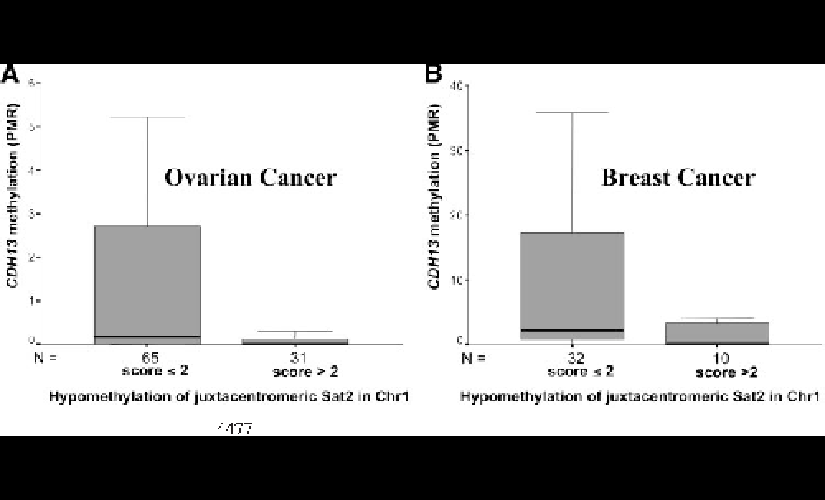 A
B
CDH13 methylation (PMR)
6
5
4
3
2
1
0
Ovarian Cancer
N =
65
31
score ≤ 2
score > 2
Hypomethylation of juxtacentromeric Sat2 in Chr1
CDH13 methylation (PMR)
40
30
20
10
0
Breast Cancer
N =
32
10
score ≤ 2
score >2
Hypomethylation of juxtacentromeric Sat2 in Chr1